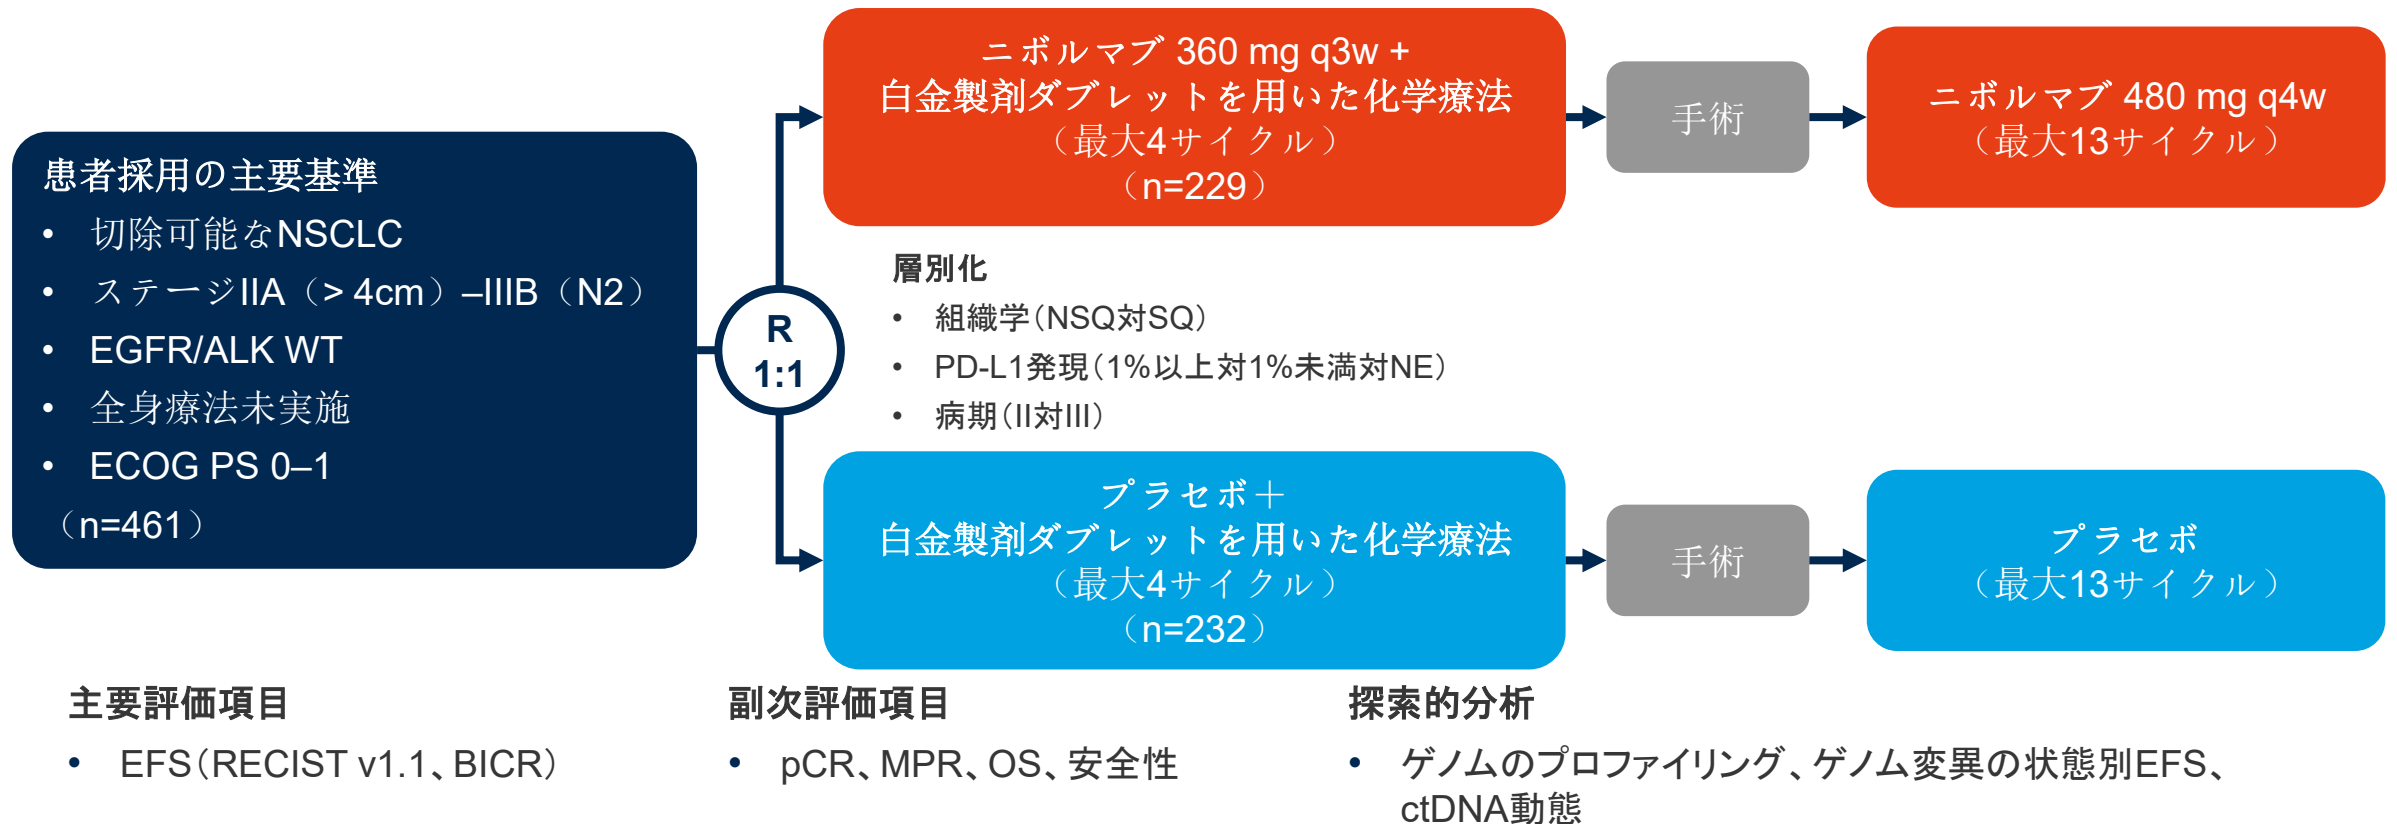 患者採用の主要基準
• 切除可能なNSCLC
• ステージIIA（> 4cm）–IIIB（N2）
• EGFR/ALK WT
• 全身療法未実施
• ECOG PS 0–1
（n=461）
R
1:1
ニボルマブ 360 mg q3w +
白金製剤ダブレットを用いた化学療法
（最大4サイクル）
（n=229）
手術
ニボルマブ 480 mg q4w
（最大13サイクル）
層別化
• 組織学（NSQ対SQ）
• PD-L1発現（1%以上対1%未満対NE）
• 病期（II対III）
プラセボ＋
白金製剤ダブレットを用いた化学療法
（最大4サイクル）
（n=232）
手術
プラセボ
（最大13サイクル）
主要評価項目
• EFS（RECIST v1.1、BICR）
副次評価項目
• pCR、MPR、OS、安全性
探索的分析
• ゲノムのプロファイリング、ゲノム変異の状態別EFS、
ctDNA動態